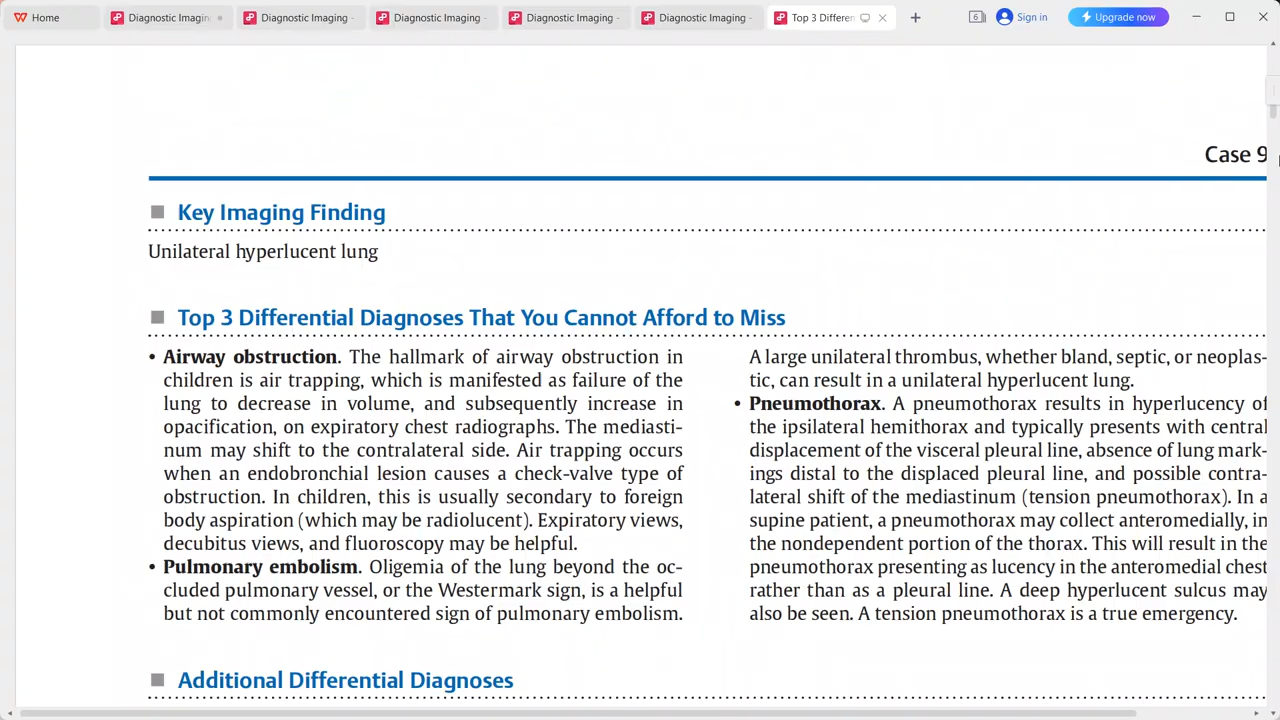 Home
Diagnostic Imagin
Diagnostic Imaging -
Diagnostic Imaging -
Diagnostic Imaging -
Diagnostic Imaging -
Top 3 Differen
6
Sign in
Upgrade now
Case 9
Key Imaging Finding
Unilateral hyperlucent lung
Top 3 Differential Diagnoses That You Cannot Afford to Miss
• Airway obstruction. The hallmark of airway obstruction in
children is air trapping, which is manifested as failure of the
lung to decrease in volume, and subsequently increase in
opacification, on expiratory chest radiographs. The mediasti-
num may shift to the contralateral side. Air trapping occurs
when an endobronchial lesion causes a check-valve type of
obstruction. In children, this is usually secondary to foreign
body aspiration (which may be radiolucent). Expiratory views,
decubitus views, and fluoroscopy may be helpful.
• Pulmonary embolism. Oligemia of the lung beyond the oc-
cluded pulmonary vessel, or the Westermark sign, is a helpful
but not commonly encountered sign of pulmonary embolism.
A large unilateral thrombus, whether bland, septic, or neoplas-
tic, can result in a unilateral hyperlucent lung.
• Pneumothorax. A pneumothorax results in hyperlucency of
the ipsilateral hemithorax and typically presents with central
displacement of the visceral pleural line, absence of lung mark-
ings distal to the displaced pleural line, and possible contra-
lateral shift of the mediastinum (tension pneumothorax). In a
supine patient, a pneumothorax may collect anteromedially, in
the nondependent portion of the thorax. This will result in the
pneumothorax presenting as lucency in the anteromedial chest
rather than as a pleural line. A deep hyperlucent sulcus may
also be seen. A tension pneumothorax is a true emergency.
Additional Differential Diagnoses